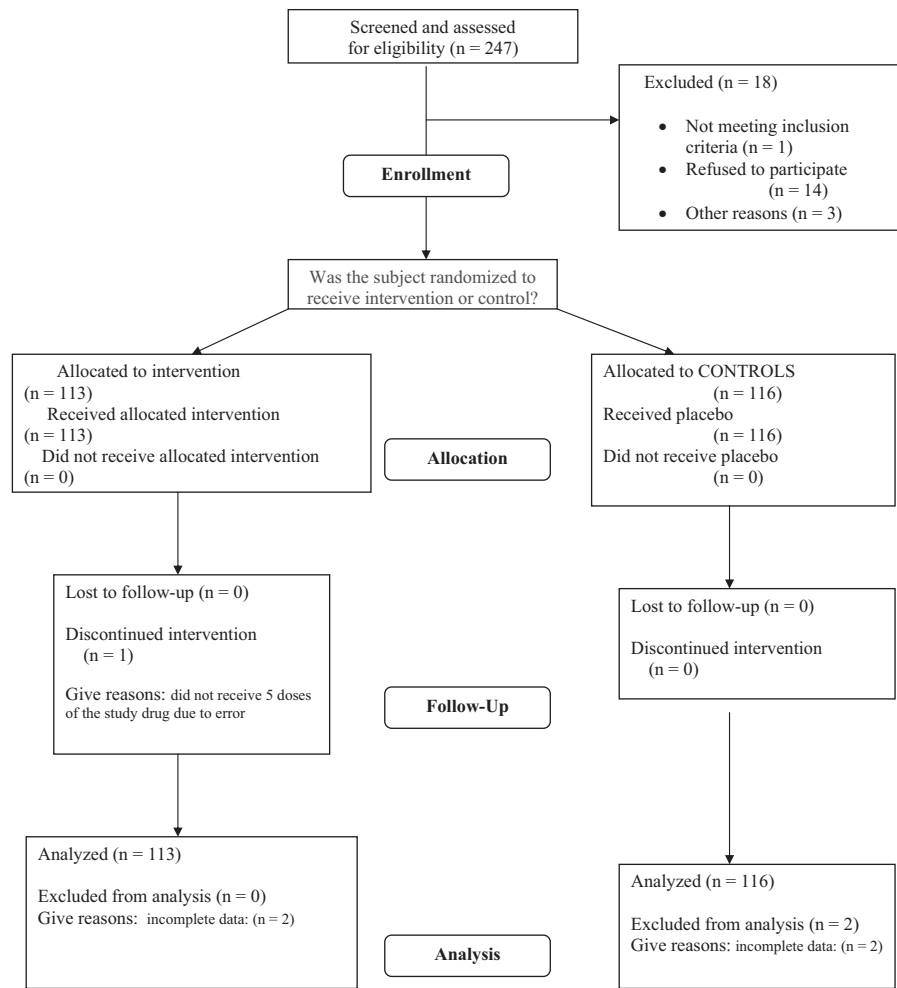 Screened and assessed
for eligibility (n = 247)
Excluded (n = 18)
• Not meeting inclusion
criteria (n = 1)
• Refused to participate
(n = 14)
• Other reasons (n = 3)
Enrollment
Was the subject randomized to
receive intervention or control?
Allocated to intervention
(n = 113)
Received allocated intervention
(n = 113)
Did not receive allocated intervention
(n = 0)
Allocated to CONTROLS
(n = 116)
Received placebo
(n = 116)
Did not receive placebo
(n = 0)
Allocation
Lost to follow-up (n = 0)
Discontinued intervention
(n = 1)
Give reasons: did not receive 5 doses
of the study drug due to error
Lost to follow-up (n = 0)
Discontinued intervention
(n = 0)
Follow-Up
Analyzed (n = 113)
Excluded from analysis (n = 0)
Give reasons: incomplete data: (n = 2)
Analyzed (n = 116)
Excluded from analysis (n = 2)
Give reasons: incomplete data: (n = 2)
Analysis